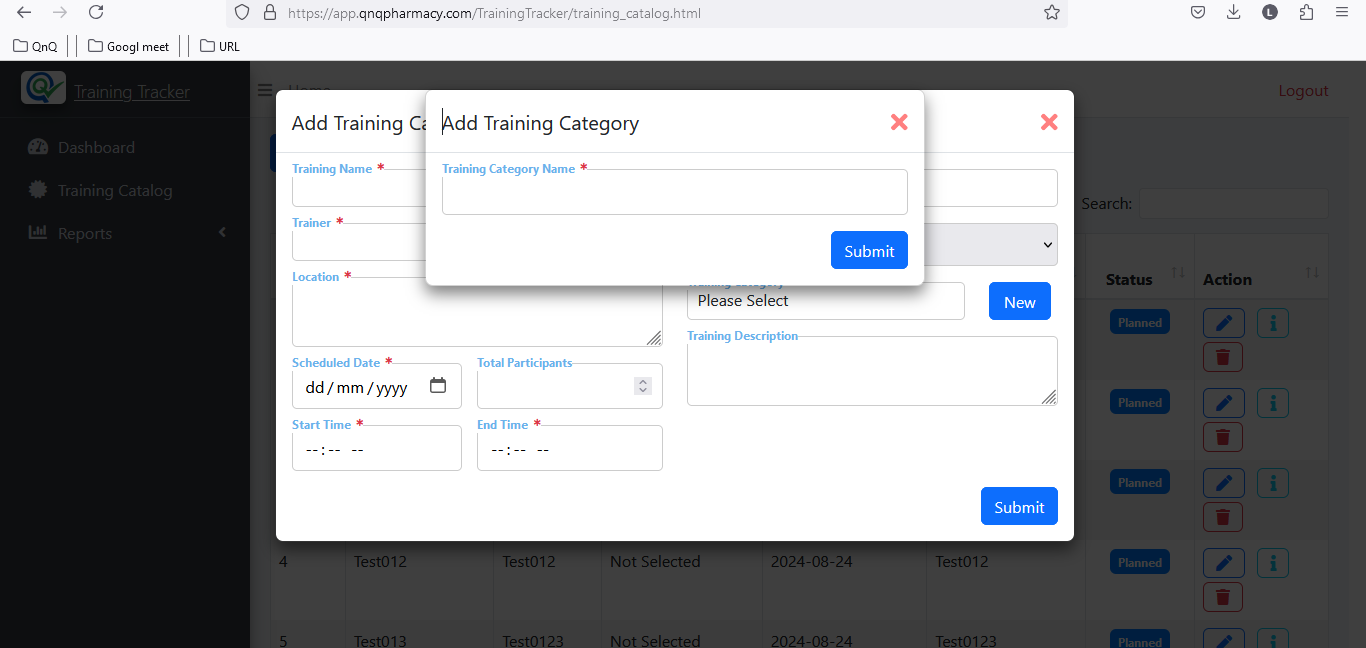 https://app.qnqpharmacy.com/TrainingTracker/training_catalog.html
L
QnQ
Googl meet
URL
Training Tracker
Home
Logout
Dashboard
Training Catalog
Reports
Add Training Ca
Add Training Category
Training Name *
Training Category Name *
Search:
Trainer *
Submit
Location *
Training Category
Please Select
New
Status
Action
Planned
Training Description
Scheduled Date *
Total Participants
dd / mm / yyyy
Planned
Start Time *
End Time *
--:-- --
--:-- --
Planned
Submit
4 Test012 Test012 Not Selected 2024-08-24 Test012 Planned
5 Test013 Test0123 Not Selected 2024-08-24 Test0123 Planned